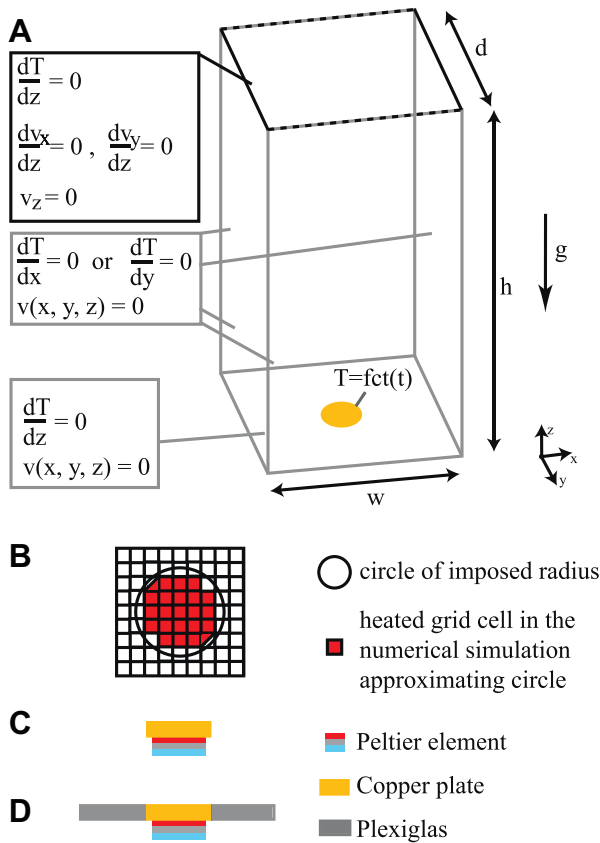 A
d
dT
dz = 0
dvx
dz = 0 , dvy
dz = 0
vz = 0
g
h
dT
dx = 0 or dT
dy = 0
v(x, y, z) = 0
T=fct(t)
dT
dz = 0
v(x, y, z) = 0
z
x
y
w
B
circle of imposed radius
heated grid cell in the
numerical simulation
approximating circle
C
Peltier element
Copper plate
D
Plexiglas